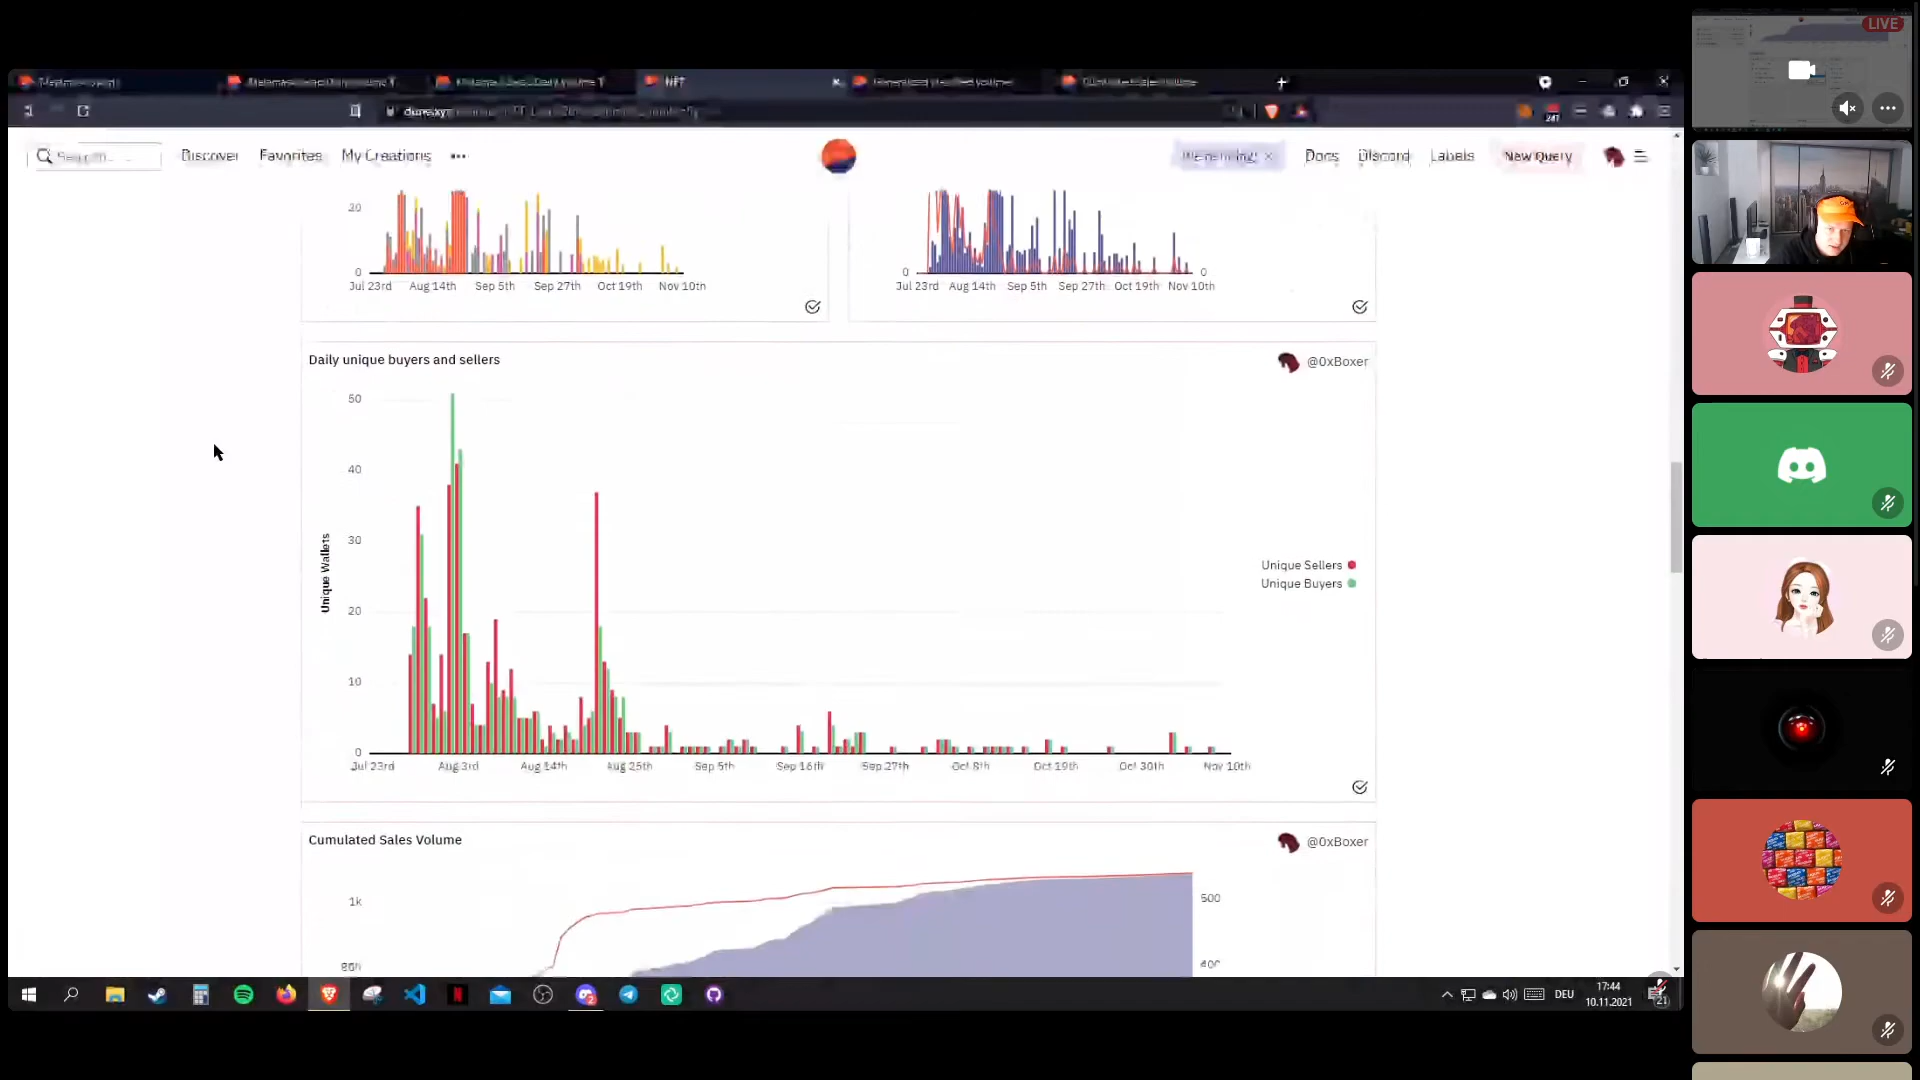 LIVE
NFT
247
Discover Favorites My Creations
Docs Discord Labels New Query
20
0
Jul 23rd Aug 14th Sep 5th Sep 27th Oct 19th Nov 10th
0 0
Jul 23rd Aug 14th Sep 5th Sep 27th Oct 19th Nov 10th
Daily unique buyers and sellers
@0xBoxer
50
40
30
20
10
0
Unique Wallets
Unique Sellers
Unique Buyers
Jul 23rd Aug 3rd Aug 14th Aug 25th Sep 5th Sep 16th Sep 27th Oct 8th Oct 19th Oct 30th Nov 10th
Cumulated Sales Volume
@0xBoxer
1k
500
400
DEU
17:44
10.11.2021
21